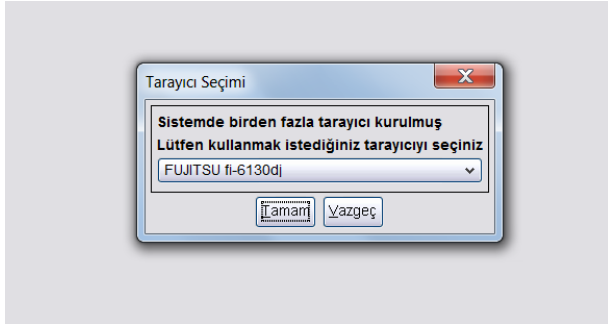 Tarayıcı Seçimi
Sistemde birden fazla tarayıcı kurulmuş
Lütfen kullanmak istediğiniz tarayıcıyı seçiniz
FUJITSU fi-6130dj
Tamam Vazgeç